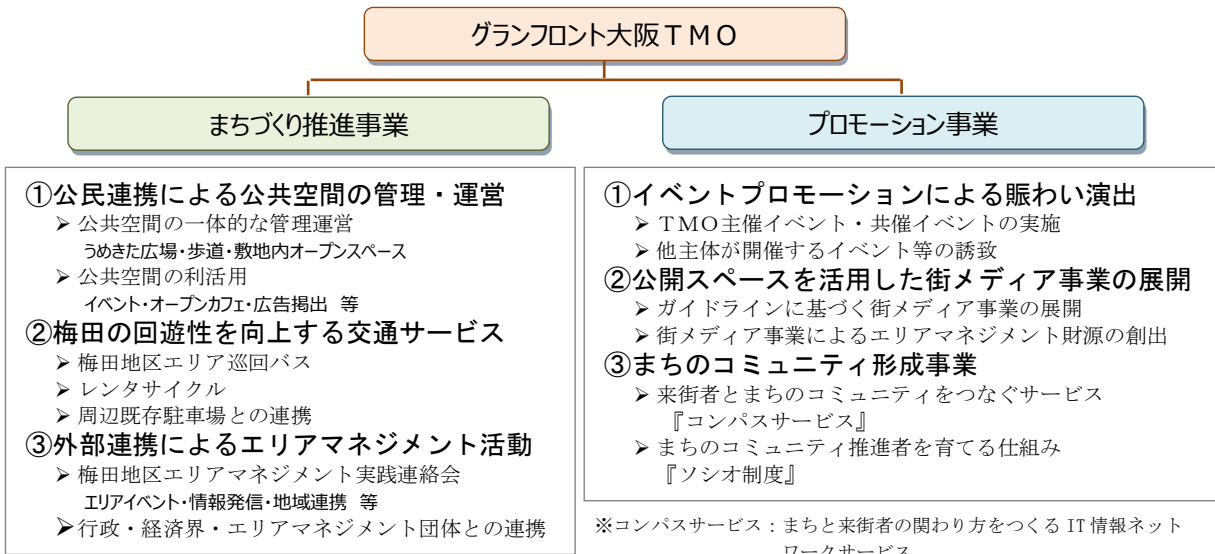 グランフロント大阪ＴＭＯ
まちづくり推進事業
①公民連携による公共空間の管理・運営
➢公共空間の一体的な管理運営
うめきた広場・歩道・敷地内オープンスペース
➢公共空間の利活用
イベント・オープンカフェ・広告掲出 等
②梅田の回遊性を向上する交通サービス
➢梅田地区エリア巡回バス
➢レンタサイクル
➢周辺既存駐車場との連携
③外部連携によるエリアマネジメント活動
➢梅田地区エリアマネジメント実践連絡会
エリアイベント・情報発信・地域連携 等
➢行政・経済界・エリアマネジメント団体との連携
プロモーション事業
①イベントプロモーションによる賑わい演出
➢ＴＭＯ主催イベント・共催イベントの実施
➢他主体が開催するイベント等の誘致
②公開スペースを活用した街メディア事業の展開
➢ガイドラインに基づく街メディア事業の展開
➢街メディア事業によるエリアマネジメント財源の創出
③まちのコミュニティ形成事業
➢来街者とまちのコミュニティをつなぐサービス
『コンパスサービス』
➢まちのコミュニティ推進者を育てる仕組み
『ソシオ制度』
※コンパスサービス：まちと来街者の関わり方をつくる IT 情報ネット
ワークサービス